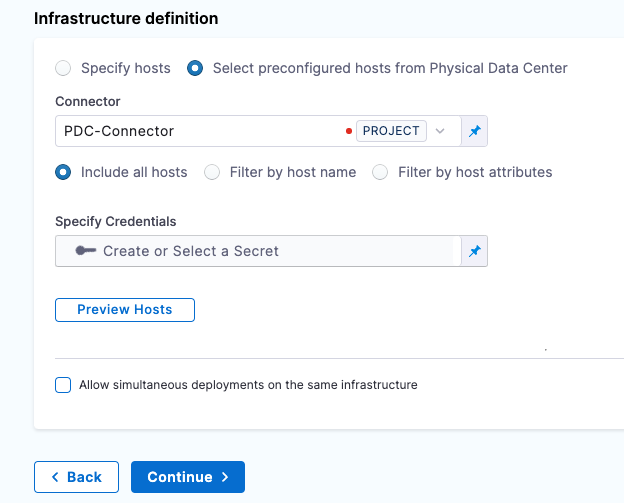 Infrastructure definition
Specify hosts Select preconfigured hosts from Physical Data Center
Connector
PDC-Connector PROJECT
Include all hosts Filter by host name Filter by host attributes
Specify Credentials
Create or Select a Secret
Preview Hosts
Allow simultaneous deployments on the same infrastructure
Back Continue